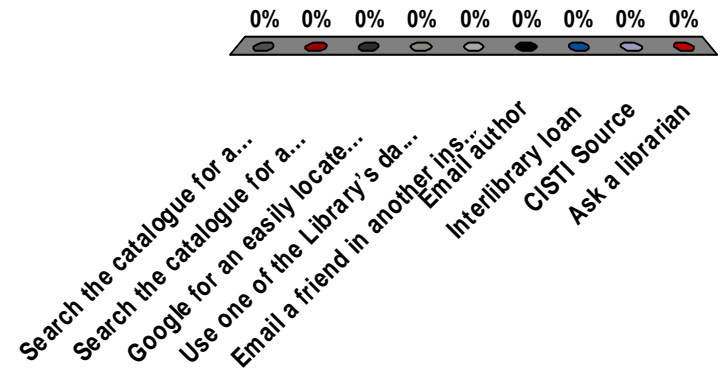 0% 0% 0% 0% 0% 0% 0% 0% 0%
Search the catalogue for a...
Search the catalogue for a...
Google for an easily locate...
Use one of the Library's da...
Email a friend in another ins...
Email author
Interlibrary loan
CISTI Source
Ask a librarian